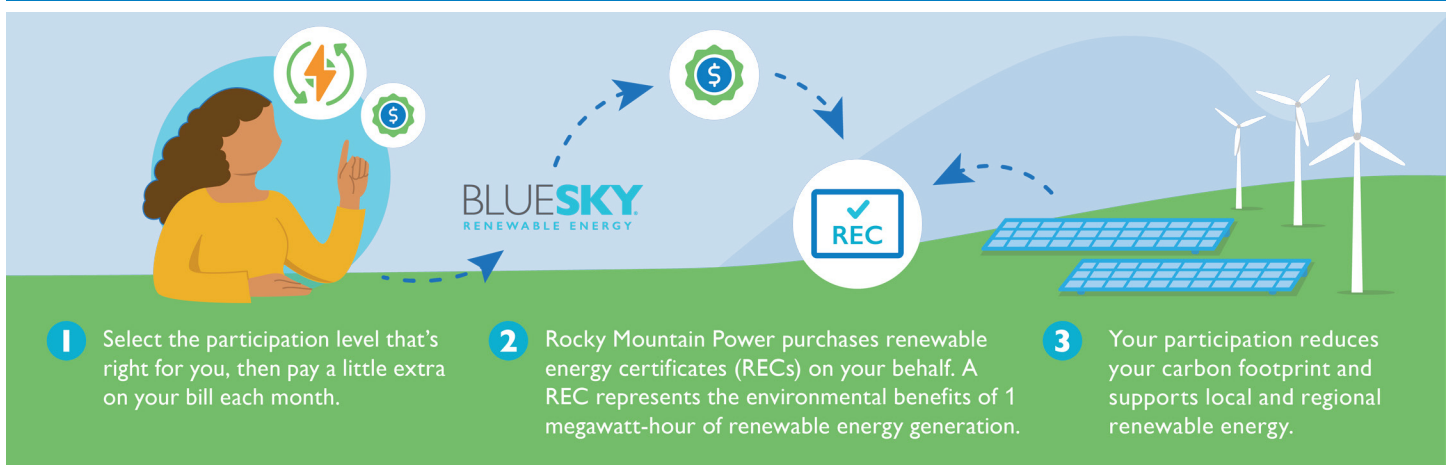 $
$
BLUESKY
RENEWABLE ENERGY
REC
1
Select the participation level that's
right for you, then pay a little extra
on your bill each month.
2
Rocky Mountain Power purchases renewable
energy certificates (RECs) on your behalf. A
REC represents the environmental benefits of 1
megawatt-hour of renewable energy generation.
3
Your participation reduces
your carbon footprint and
supports local and regional
renewable energy.